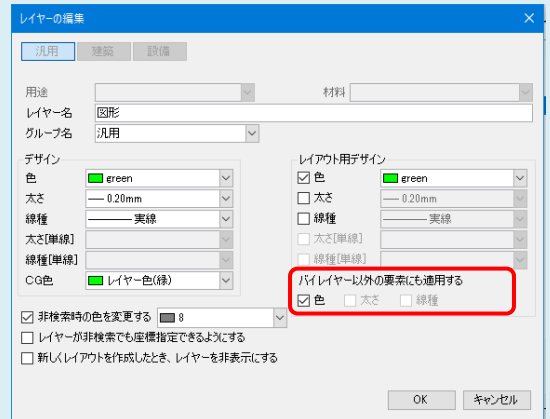 レイヤーの編集
汎用 建築 設備
用途 材料
レイヤー名 図形
グループ名 汎用
デザイン レイアウト用デザイン
色 green 色 green
太さ 0.20mm 太さ 0.20mm
線種 実線 線種 実線
太さ[単線] 太さ[単線]
線種[単線] 線種[単線]
CG色 レイヤー色(緑) バイレイヤー以外の要素にも適用する
色 太さ 線種
非検索時の色を変更する 8
レイヤーが非検索でも座標指定できるようにする
新しくレイアウトを作成したとき、レイヤーを非表示にする
OK キャンセル